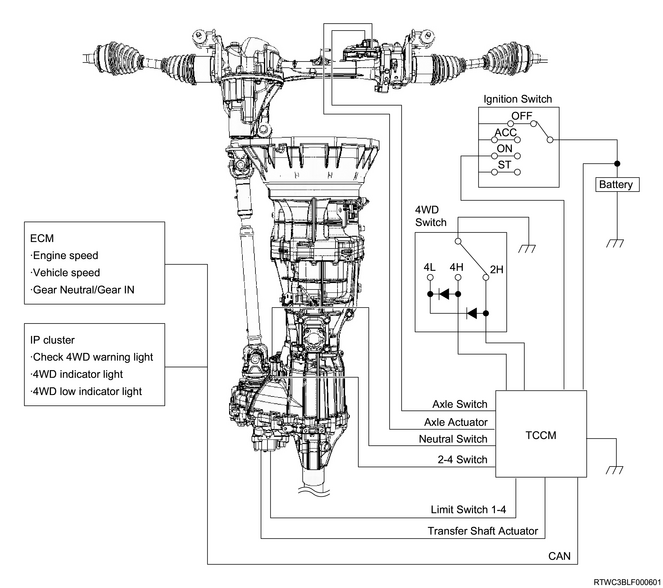 Ignition Switch
OFF
ACC
ON
ST
Battery
4WD
Switch
4L
4H
2H
ECM
·Engine speed
·Vehicle speed
·Gear Neutral/Gear IN
IP cluster
·Check 4WD warning light
·4WD indicator light
·4WD low indicator light
Axle Switch
Axle Actuator
Neutral Switch
2-4 Switch
TCCM
Limit Switch 1-4
Transfer Shaft Actuator
CAN
RTWC3BLF000601